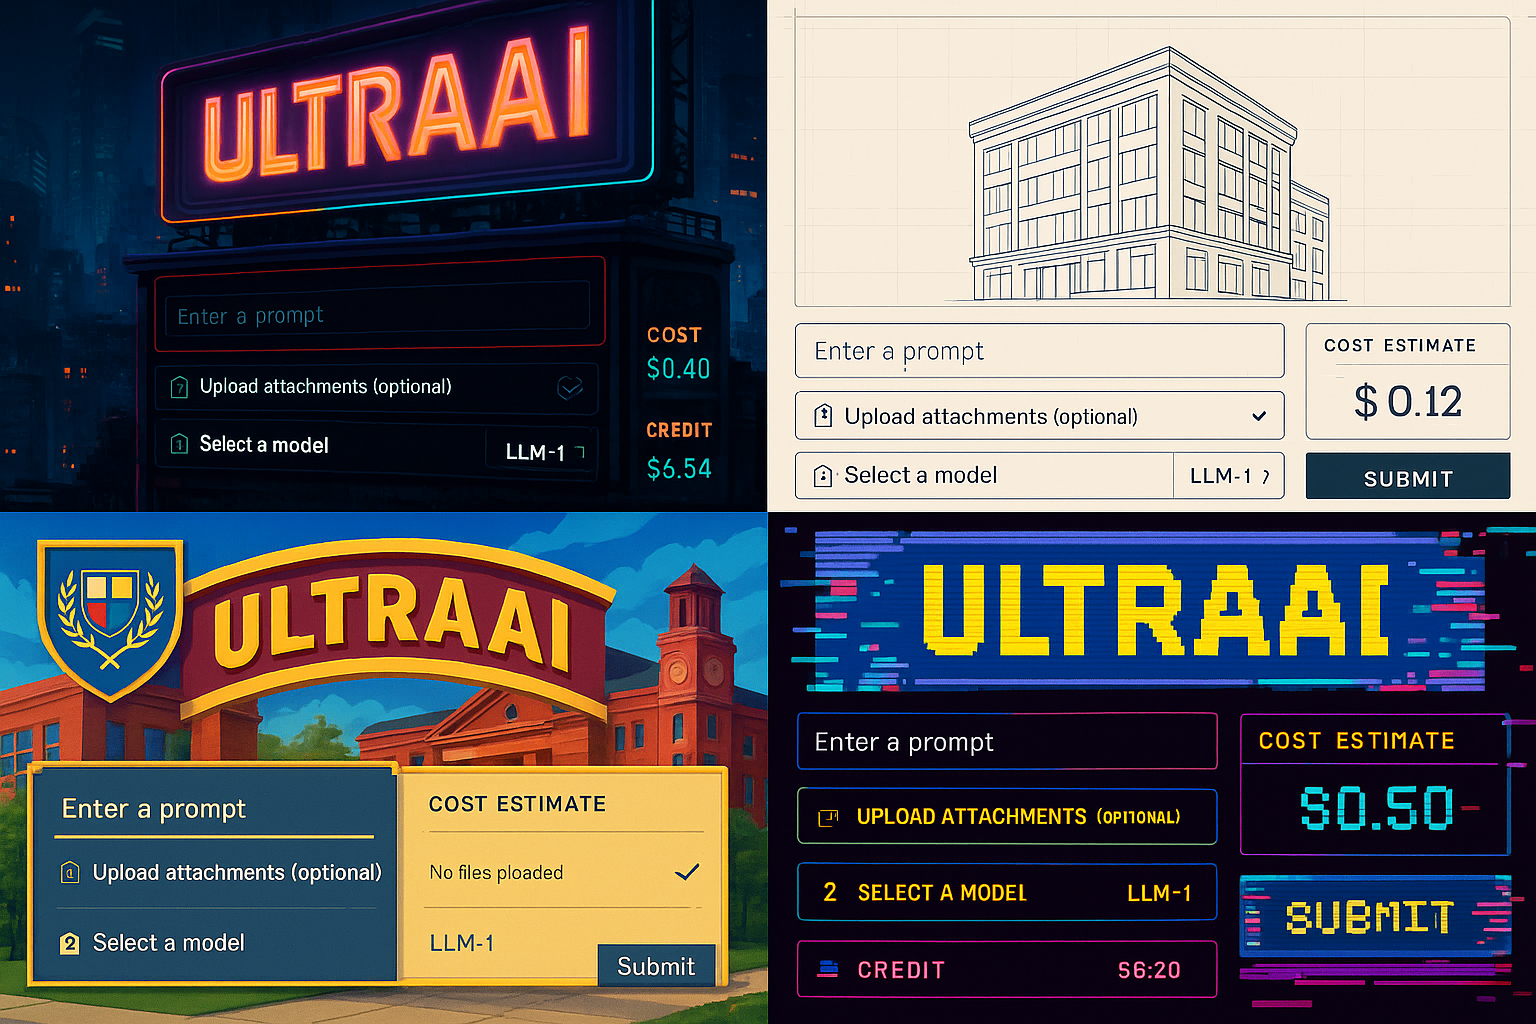 ULTRAAI
Enter a prompt
Upload attachments (optional)
Select a model
LLM-1
COST
$0.40
CREDIT
$6.54
Enter a prompt
Upload attachments (optional)
Select a model
LLM-1
COST ESTIMATE
$0.12
SUBMIT
ULTRAAI
Enter a prompt
Upload attachments (optional)
2 Select a model
COST ESTIMATE
No files ploaded
LLM-1
Submit
ULTRAAI
Enter a prompt
UPLOAD ATTACHMENTS (OPITONAL)
2 SELECT A MODEL LLM-1
CREDIT S6:20
COST ESTIMATE
$0.50
SUBMIT